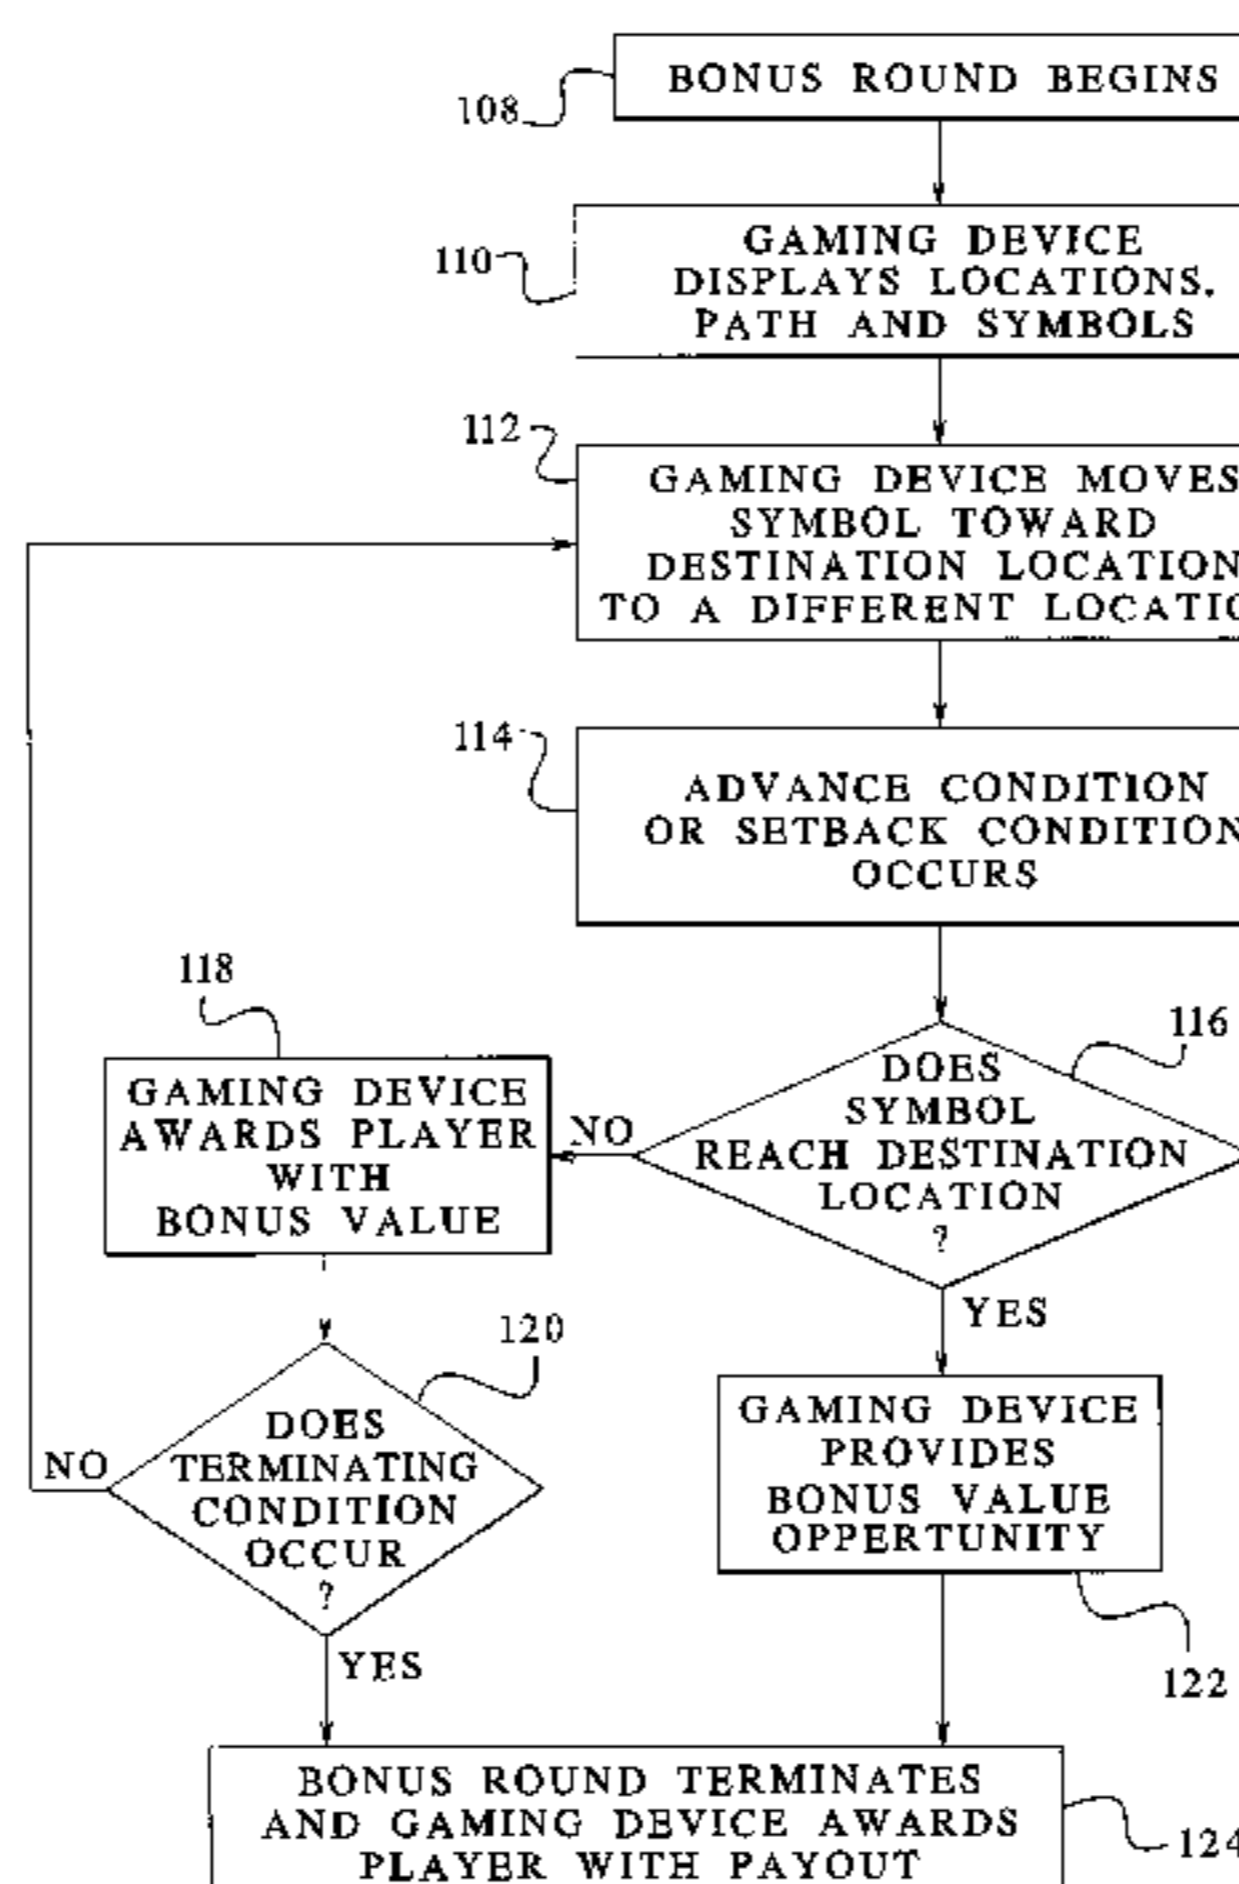 BONUS ROUND BEGINS
108
GAMING DEVICE
DISPLAYS LOCATIONS.
PATH AND SYMBOLS
110
112
GAMING DEVICE MOVES
SYMBOL TOWARD
DESTINATION LOCATION
TO A DIFFERENT LOCATIO
114
ADVANCE CONDITION
OR SETBACK CONDITION
OCCURS
118
116
DOES
SYMBOL
REACH DESTINATION
LOCATION
?
NO
GAMING DEVICE
AWARDS PLAYER
WITH
BONUS VALUE
YES
120
DOES
TERMINATING
CONDITION
OCCUR
?
NO
GAMING DEVICE
PROVIDES
BONUS VALUE
OPPERTUNITY
YES
122
BONUS ROUND TERMINATES
AND GAMING DEVICE AWARDS
PLAYER WITH PAYOUT
124